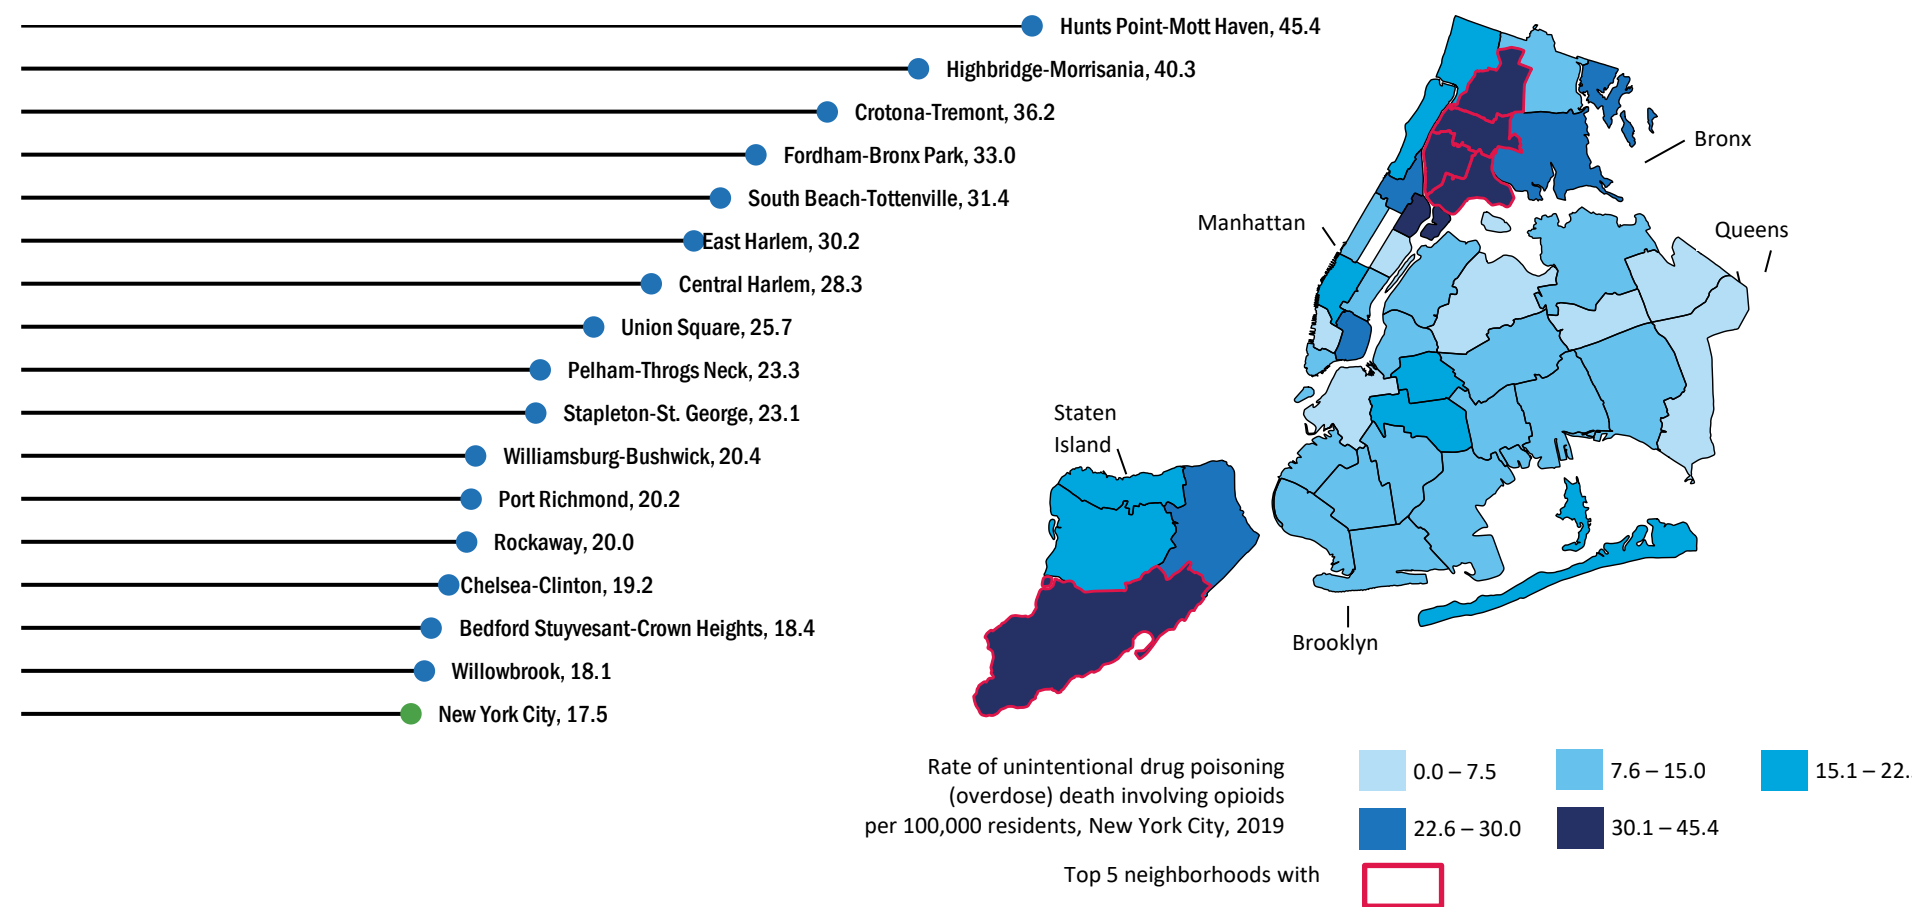 Hunts Point-Mott Haven, 45.4
Highbridge-Morrisania, 40.3
Crotona-Tremont, 36.2
Fordham-Bronx Park, 33.0
South Beach-Tottenville, 31.4
East Harlem, 30.2
Central Harlem, 28.3
Union Square, 25.7
Pelham-Throgs Neck, 23.3
Stapleton-St. George, 23.1
Williamsburg-Bushwick, 20.4
Port Richmond, 20.2
Rockaway, 20.0
Chelsea-Clinton, 19.2
Bedford Stuyvesant-Crown Heights, 18.4
Willowbrook, 18.1
New York City, 17.5
Bronx
Manhattan
Queens
Staten
Island
Brooklyn
Rate of unintentional drug poisoning
(overdose) death involving opioids
per 100,000 residents, New York City, 2019
0.0 – 7.5
7.6 – 15.0
15.1 – 22.
22.6 – 30.0
30.1 – 45.4
Top 5 neighborhoods with